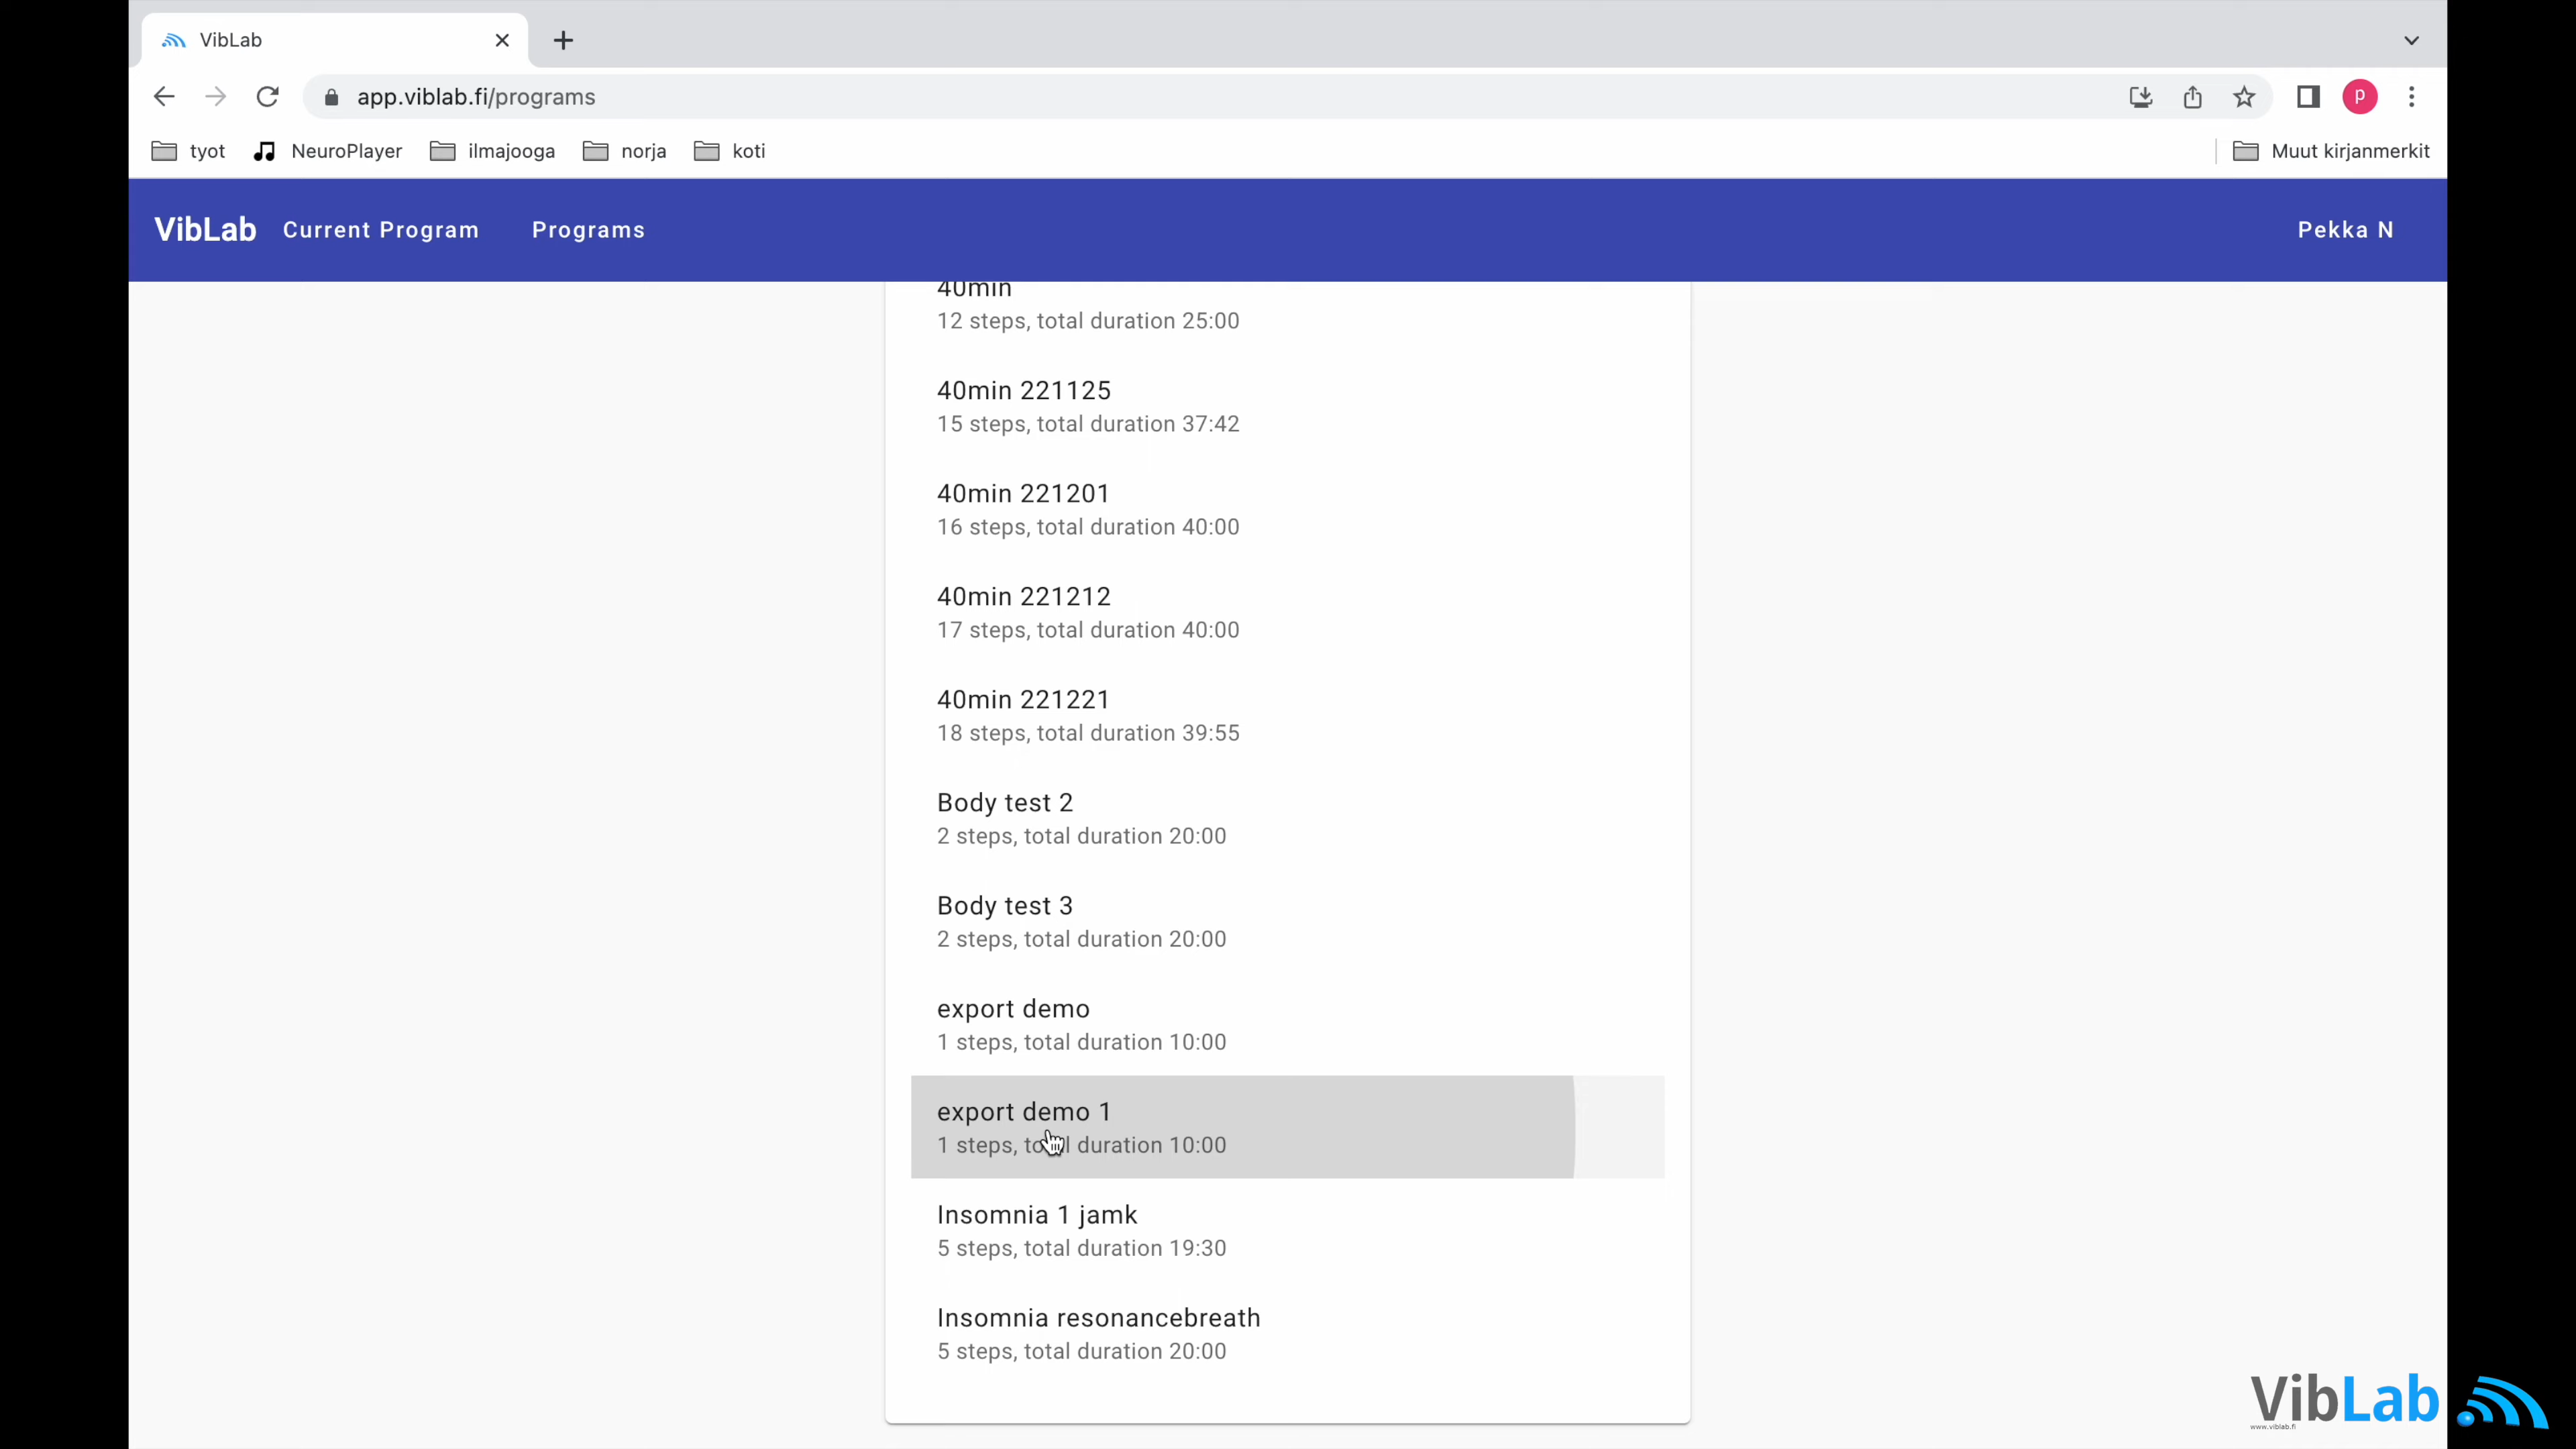 VibLab
app.viblab.fi/programs
P
tyot NeuroPlayer ilmajooga norja koti Muut kirjanmerkit
VibLab Current Program Programs Pekka N
40min
12 steps, total duration 25:00
40min 221125
15 steps, total duration 37:42
40min 221201
16 steps, total duration 40:00
40min 221212
17 steps, total duration 40:00
40min 221221
18 steps, total duration 39:55
Body test 2
2 steps, total duration 20:00
Body test 3
2 steps, total duration 20:00
export demo
1 steps, total duration 10:00
export demo 1
1 steps, total duration 10:00
Insomnia 1 jamk
5 steps, total duration 19:30
Insomnia resonancebreath
5 steps, total duration 20:00
VibLab
www.viblab.fi